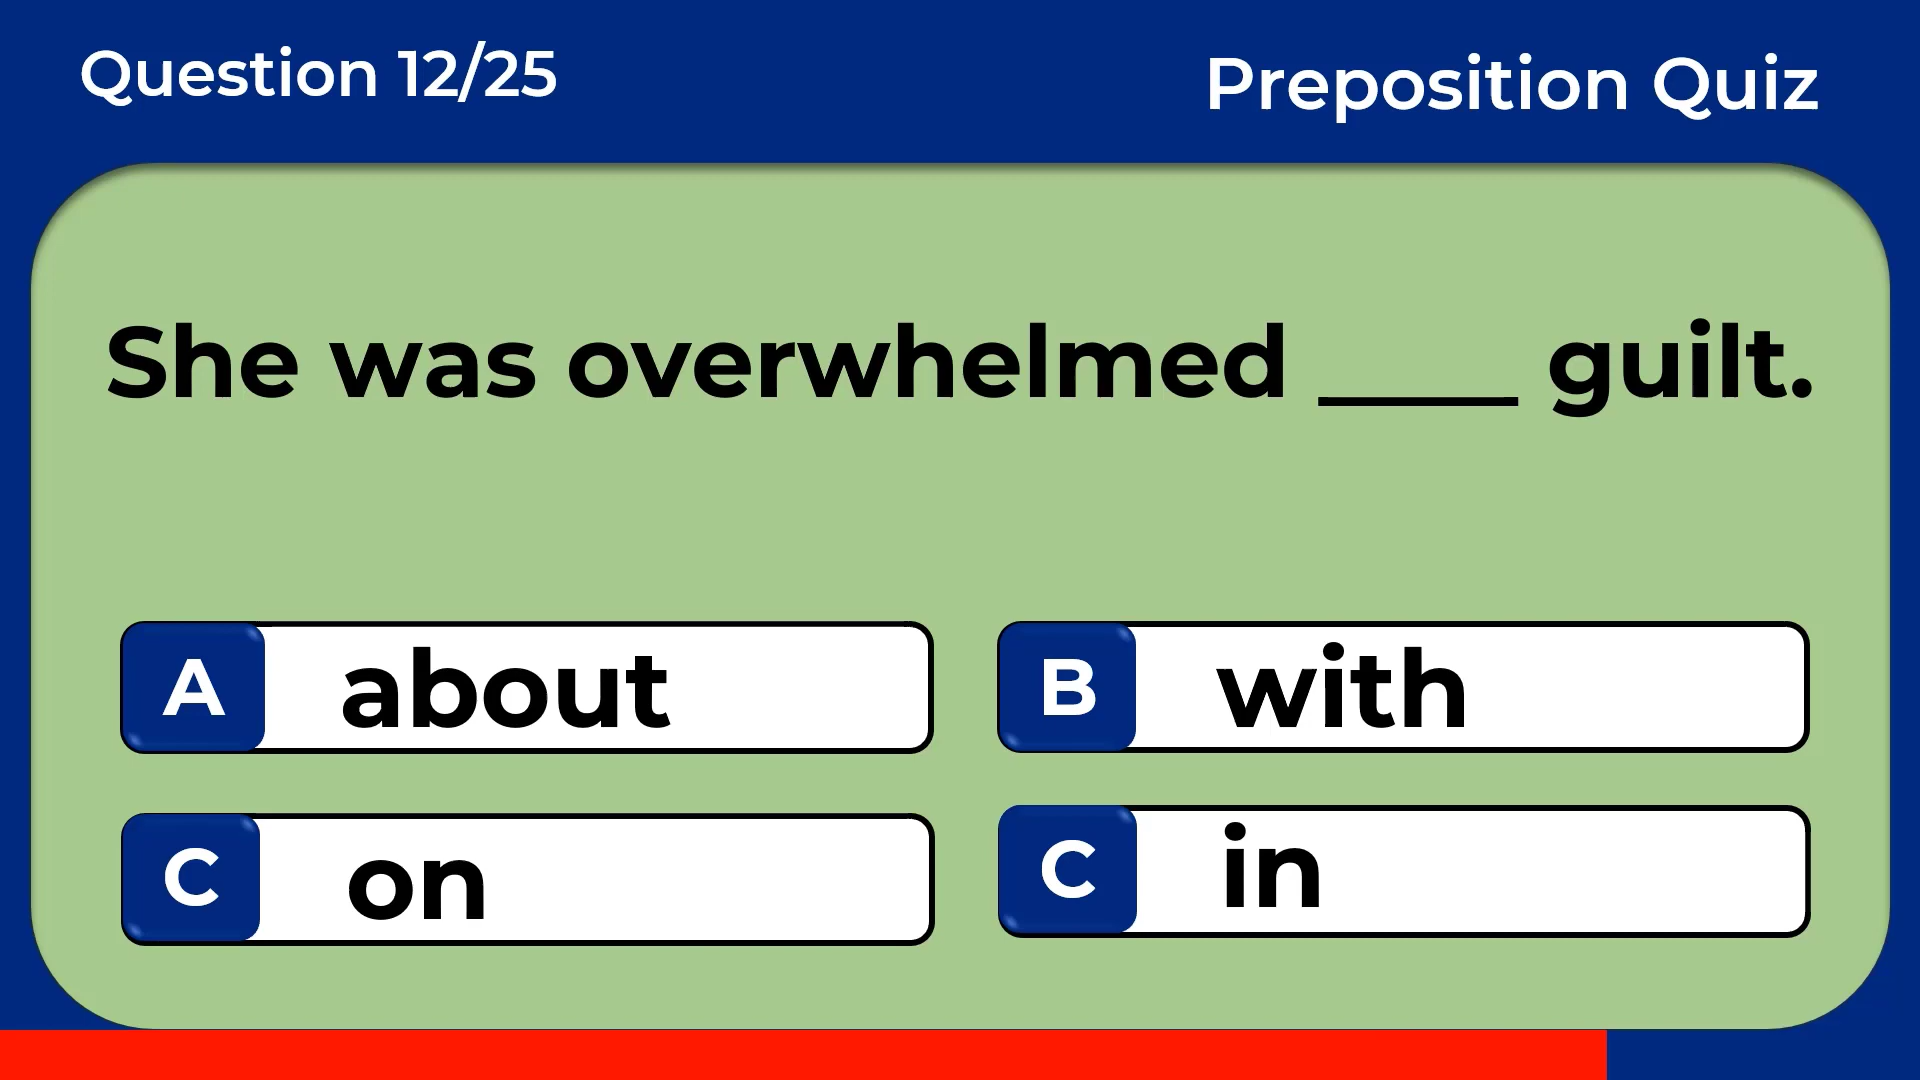 Question 12/25
Preposition Quiz
She was overwhelmed ____ guilt.
A about
B with
C on
C in